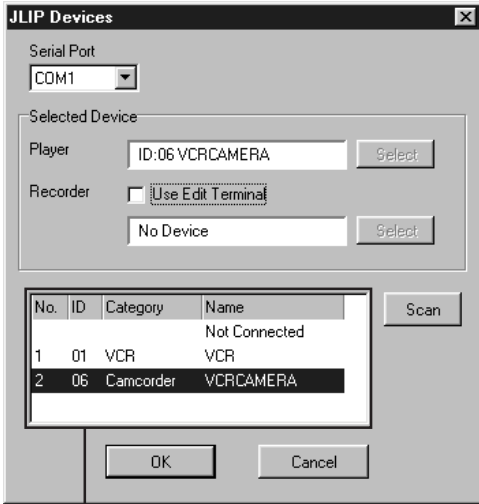 JLIP Devices
Serial Port
COM1
Selected Device
Player ID:06 VCRCAMERA Select
Recorder Use Edit Terminal
No Device Select
No. ID Category Name
Not Connected
1 01 VCR VCR
2 06 Camcorder VCRCAMERA
Scan
OK Cancel